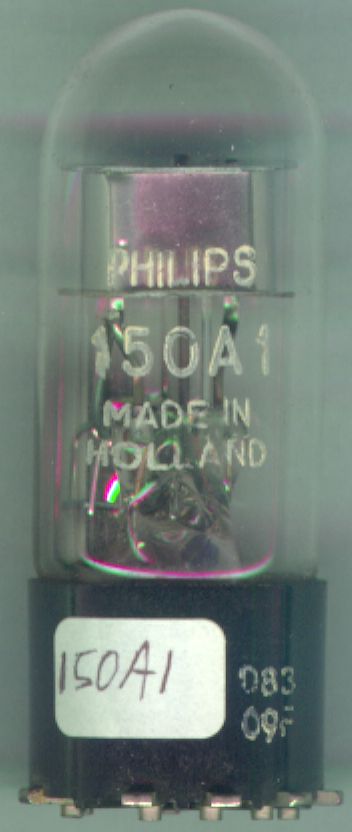 PHILIPS
150A1
MADE IN
HOLLAND
150A1
083
09F